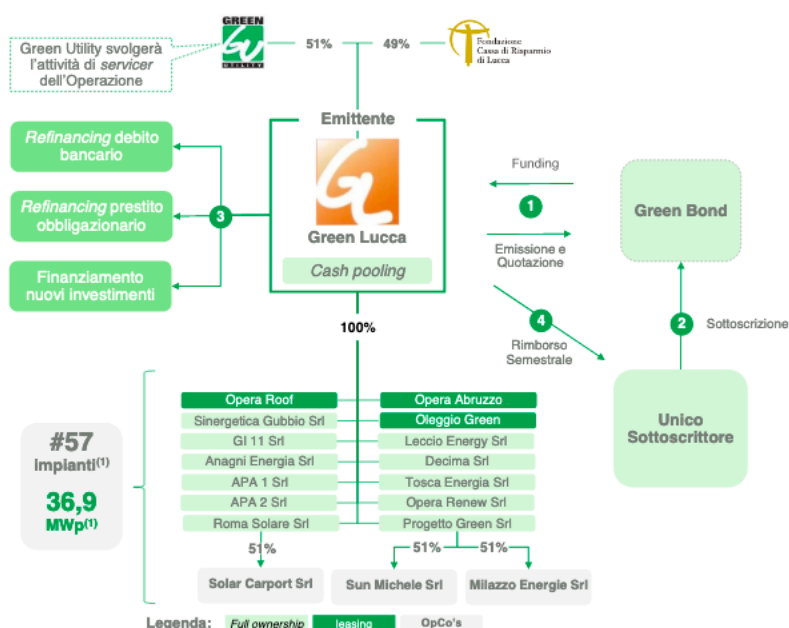 GREEN
UTILITY
51%
49%
Fondazione
Cassa di Risparmio
di Lucca
Green Utility svolgerà
l'attività di servicer
dell'Operazione
Emittente
Refinancing debito
bancario
Refinancing prestito
obbligazionario
Finanziamento
nuovi investimenti
3
Green Lucca
Cash pooling
Funding
1
Emissione e
Quotazione
Green Bond
4
Rimborso
Semestrale
2
Sottoscrizione
Unico
Sottoscrittore
100%
#57
impianti(1)
36,9
MWp(1)
Opera Roof
Opera Abruzzo
Sinergetica Gubbio Srl
Oleggio Green
GI 11 Srl
Leccio Energy Srl
Anagni Energia Srl
Decima Srl
APA 1 Srl
Tosca Energia Srl
APA 2 Srl
Opera Renew Srl
Roma Solare Srl
Progetto Green Srl
51%
51%
51%
Solar Carport Srl
Sun Michele Srl
Milazzo Energie Srl
Legenda:
Full ownership
leasing
OpCo's